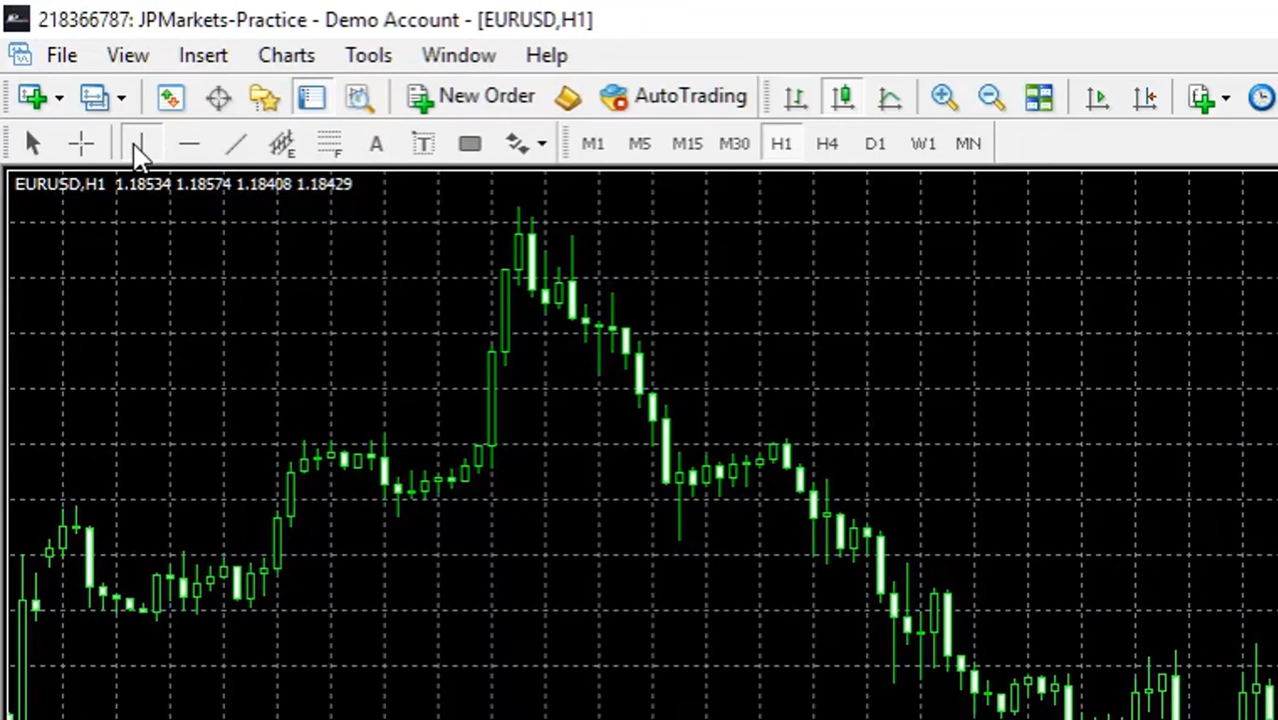 218366787: JPMarkets-Practice - Demo Account - [EURUSD,H1]
File View Insert Charts Tools Window Help
New Order AutoTrading
E F A T M1 M5 M15 M30 H1 H4 D1 W1 MN
EURUSD,H1 1.18534 1.18574 1.18408 1.18429